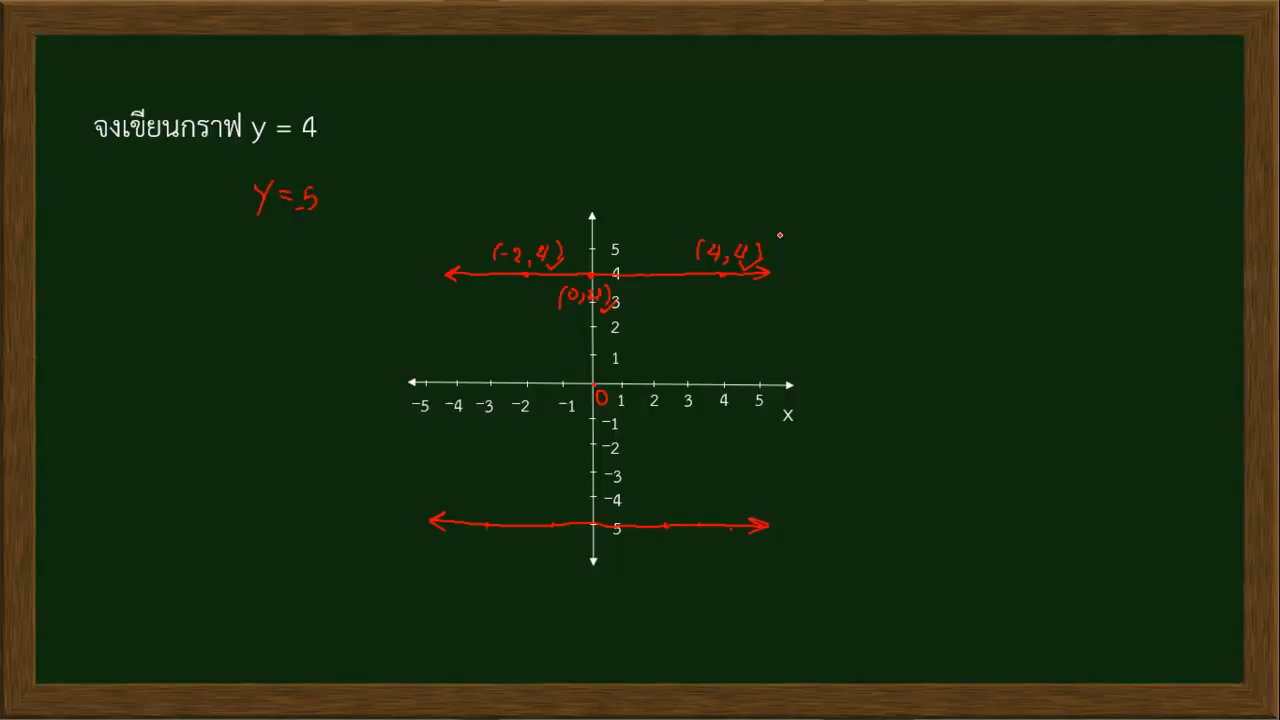 จงเขียนกราฟ y = 4
y = -5
5
(-2, 4) (4, 4)
4
(0, 4)
3
2
1
-5 -4 -3 -2 -1 0 1 2 3 4 5
X
-1
-2
-3
-4
5